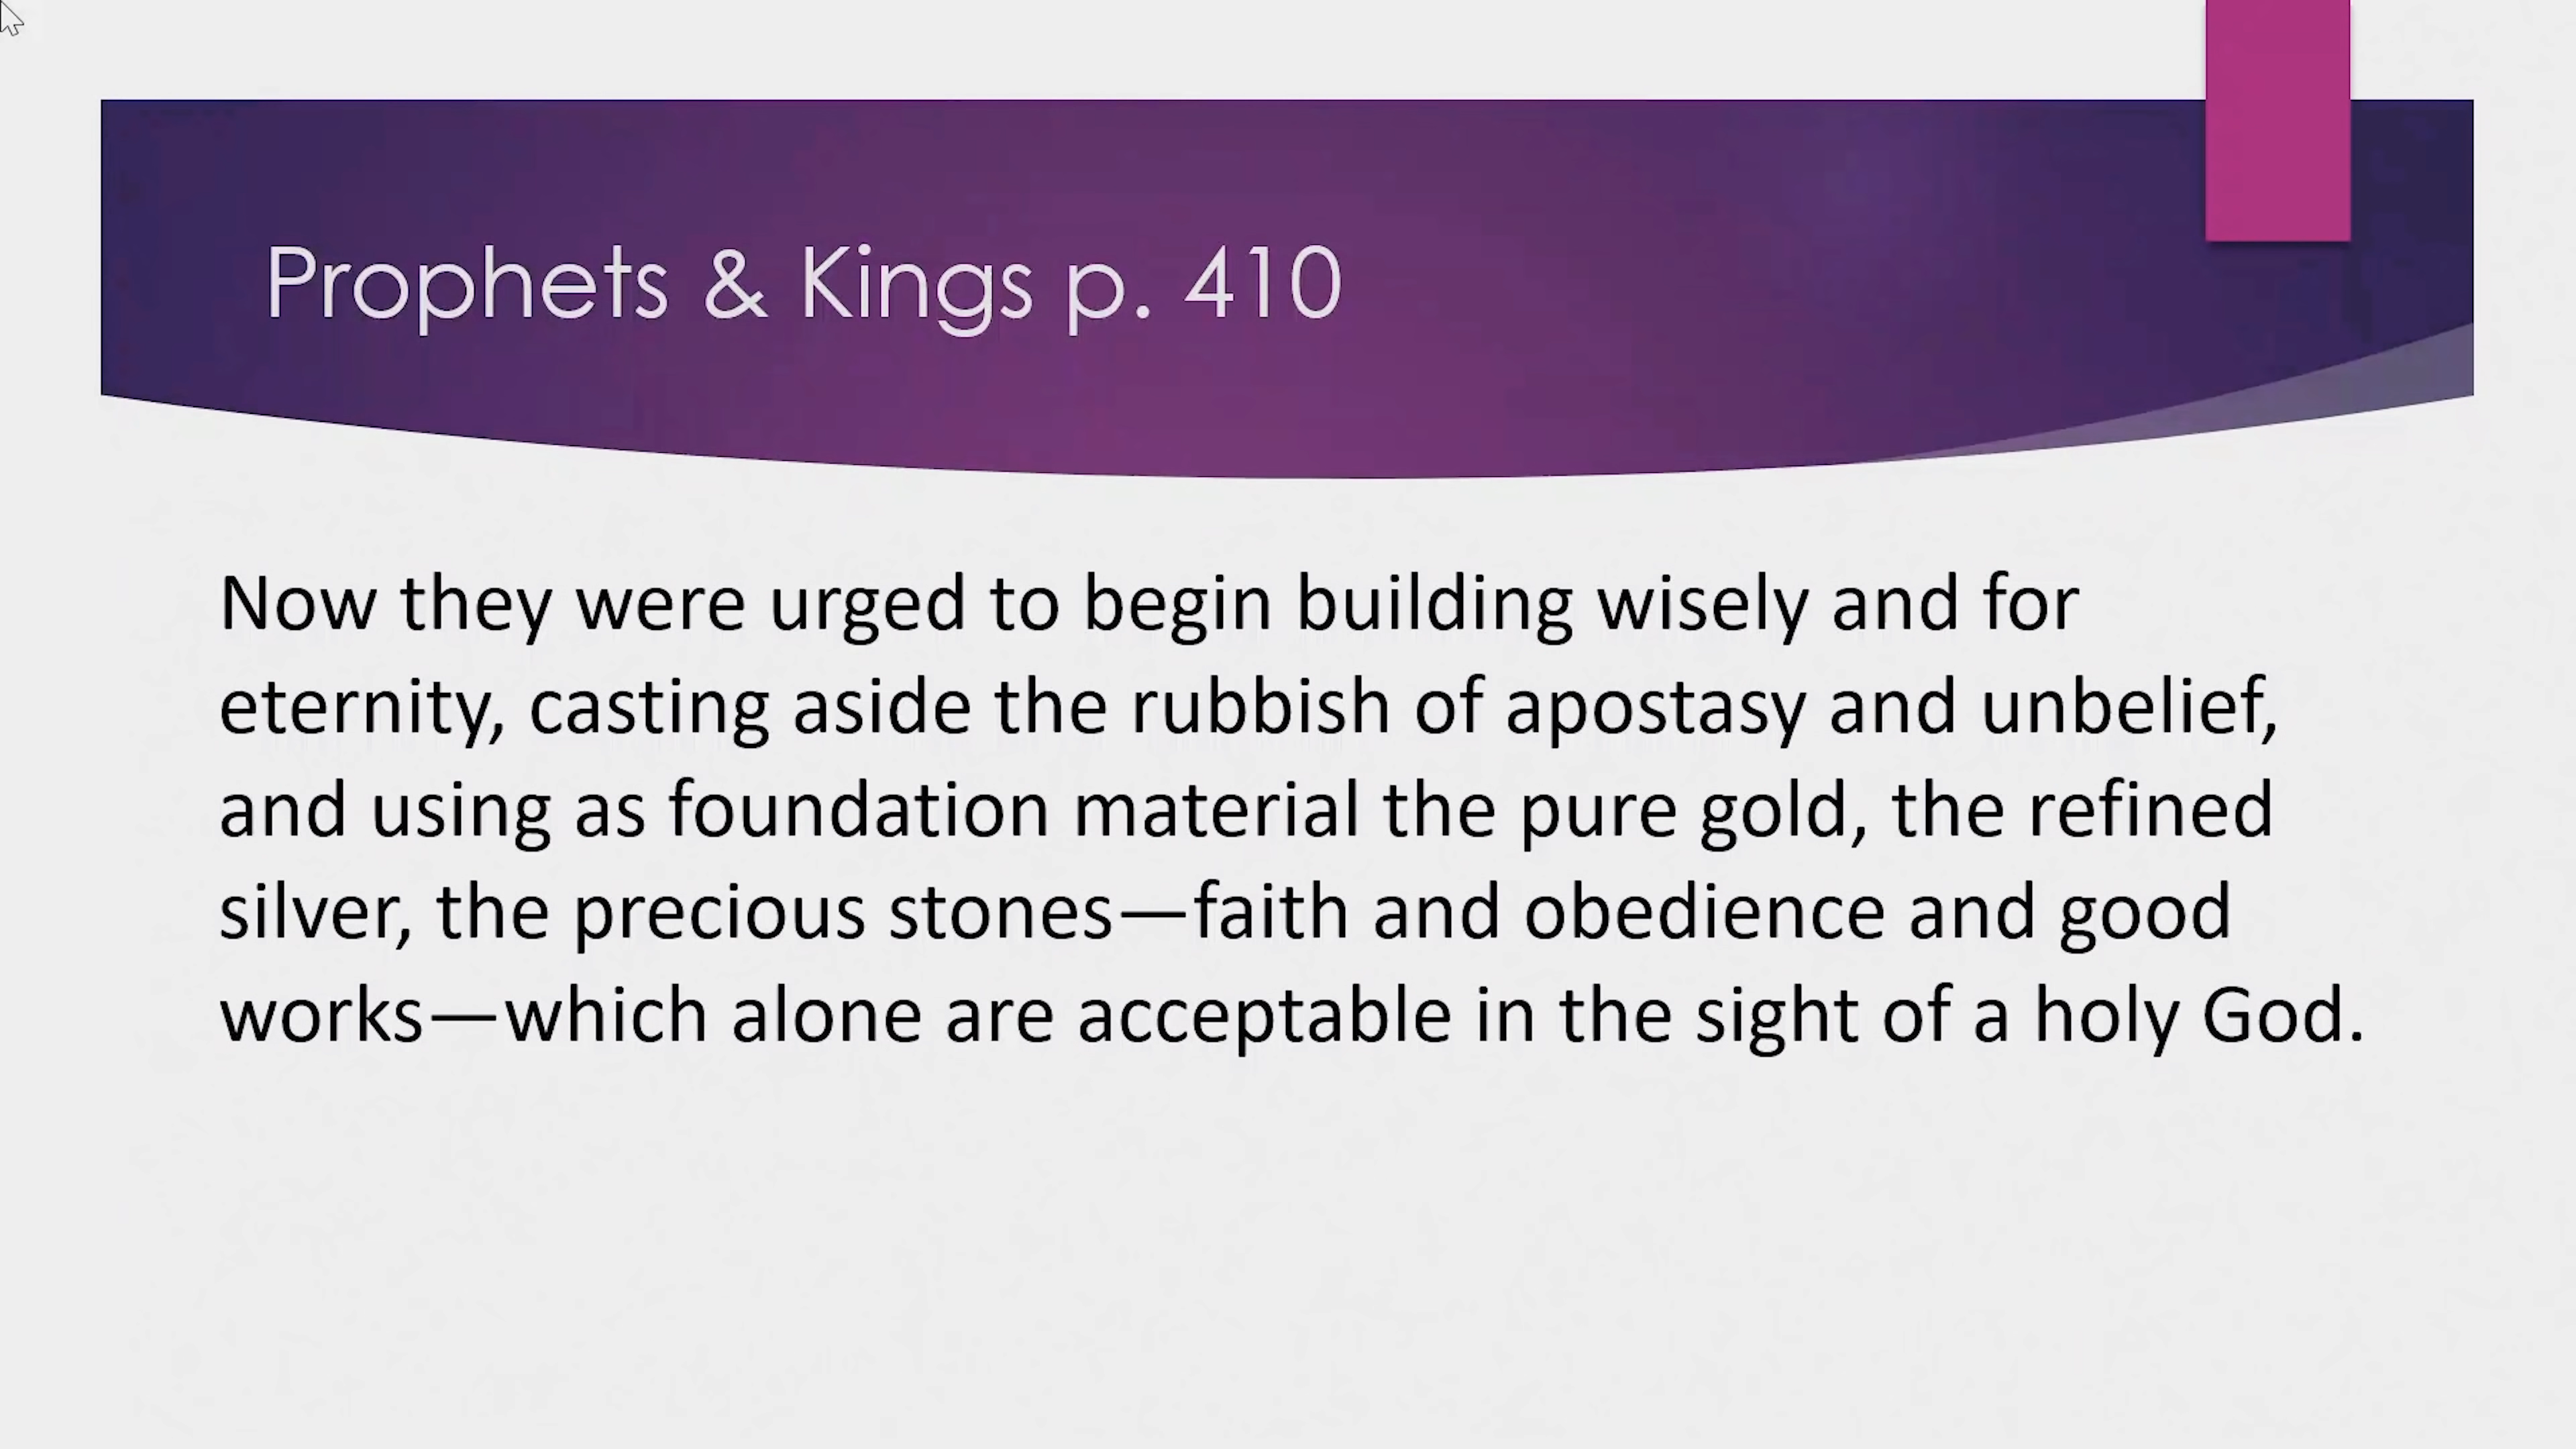 Prophets & Kings p. 410
Now they were urged to begin building wisely and for
eternity, casting aside the rubbish of apostasy and unbelief,
and using as foundation material the pure gold, the refined
silver, the precious stones—faith and obedience and good
works—which alone are acceptable in the sight of a holy God.